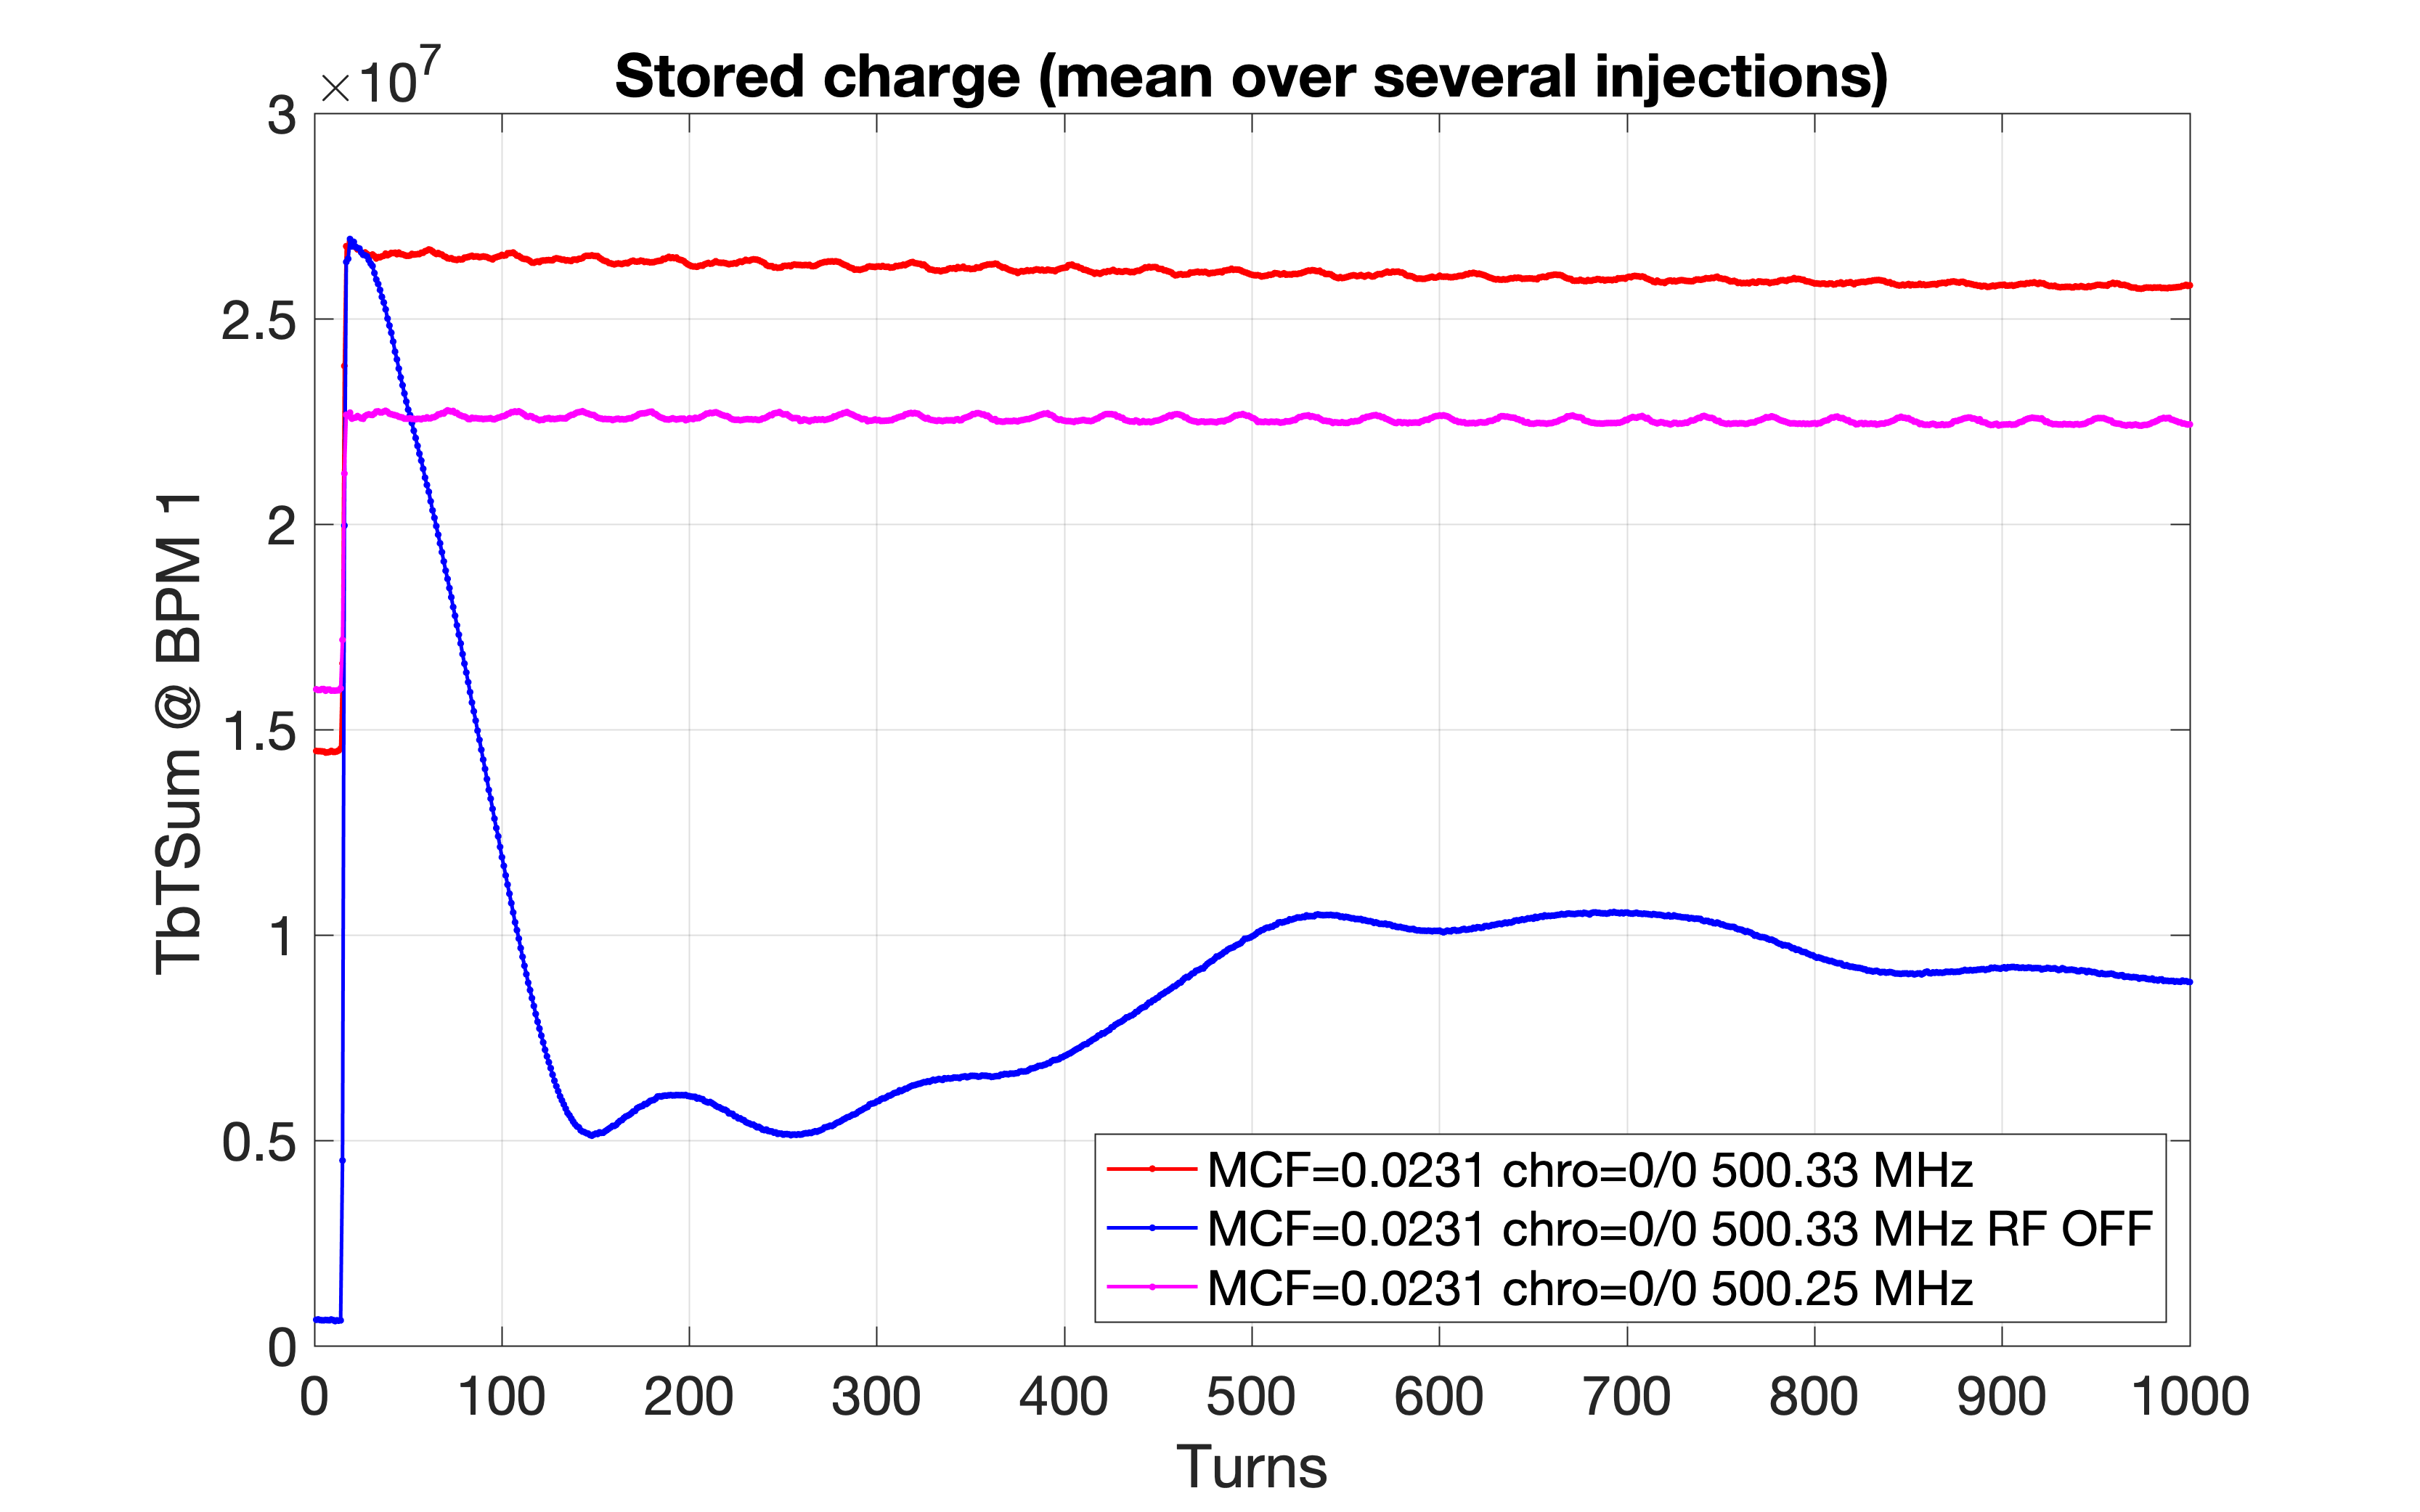 Stored charge (mean over several injections)
×10^7
3
2.5
2
1.5
1
0.5
0
TbTSum @ BPM 1
MCF=0.0231 chro=0/0 500.33 MHz
MCF=0.0231 chro=0/0 500.33 MHz RF OFF
MCF=0.0231 chro=0/0 500.25 MHz
0 100 200 300 400 500 600 700 800 900 1000
Turns